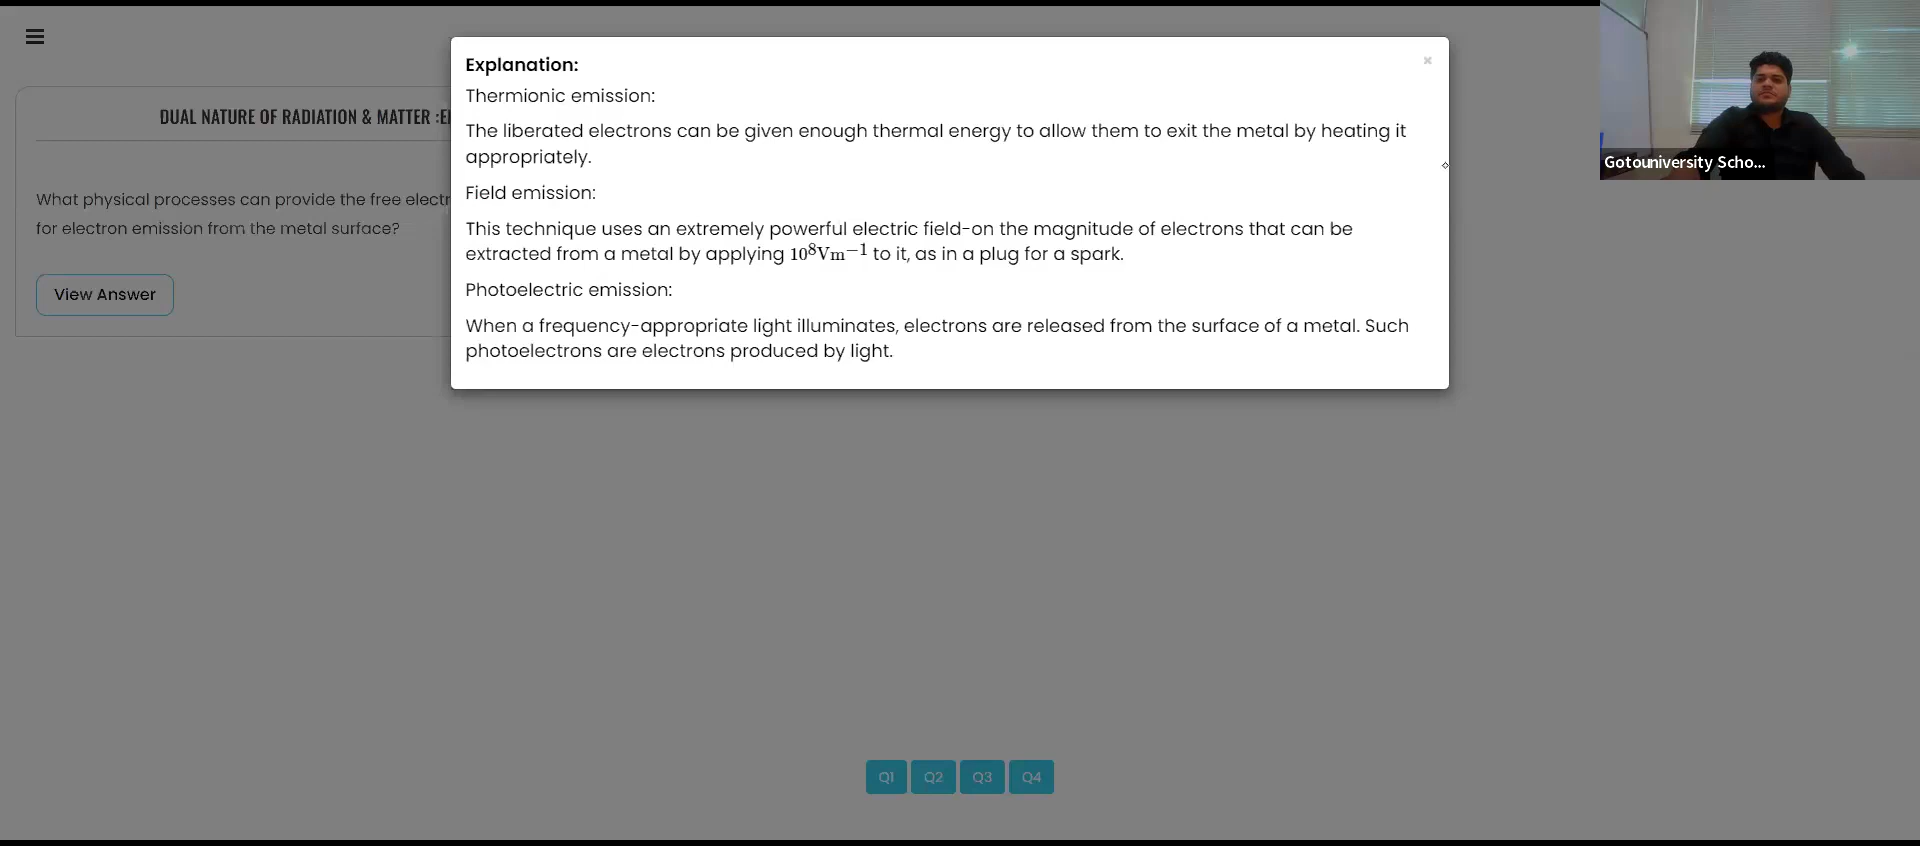 Explanation:
Thermionic emission:
The liberated electrons can be given enough thermal energy to allow them to exit the metal by heating it
appropriately.
Field emission:
This technique uses an extremely powerful electric field-on the magnitude of electrons that can be
extracted from a metal by applying 10⁸Vm⁻¹ to it, as in a plug for a spark.
Photoelectric emission:
When a frequency-appropriate light illuminates, electrons are released from the surface of a metal. Such
photoelectrons are electrons produced by light.
DUAL NATURE OF RADIATION & MATTER :
What physical processes can provide the free
for electron emission from the metal surface?
View Answer
Gotouniversity Scho...
Q1 Q2 Q3 Q4